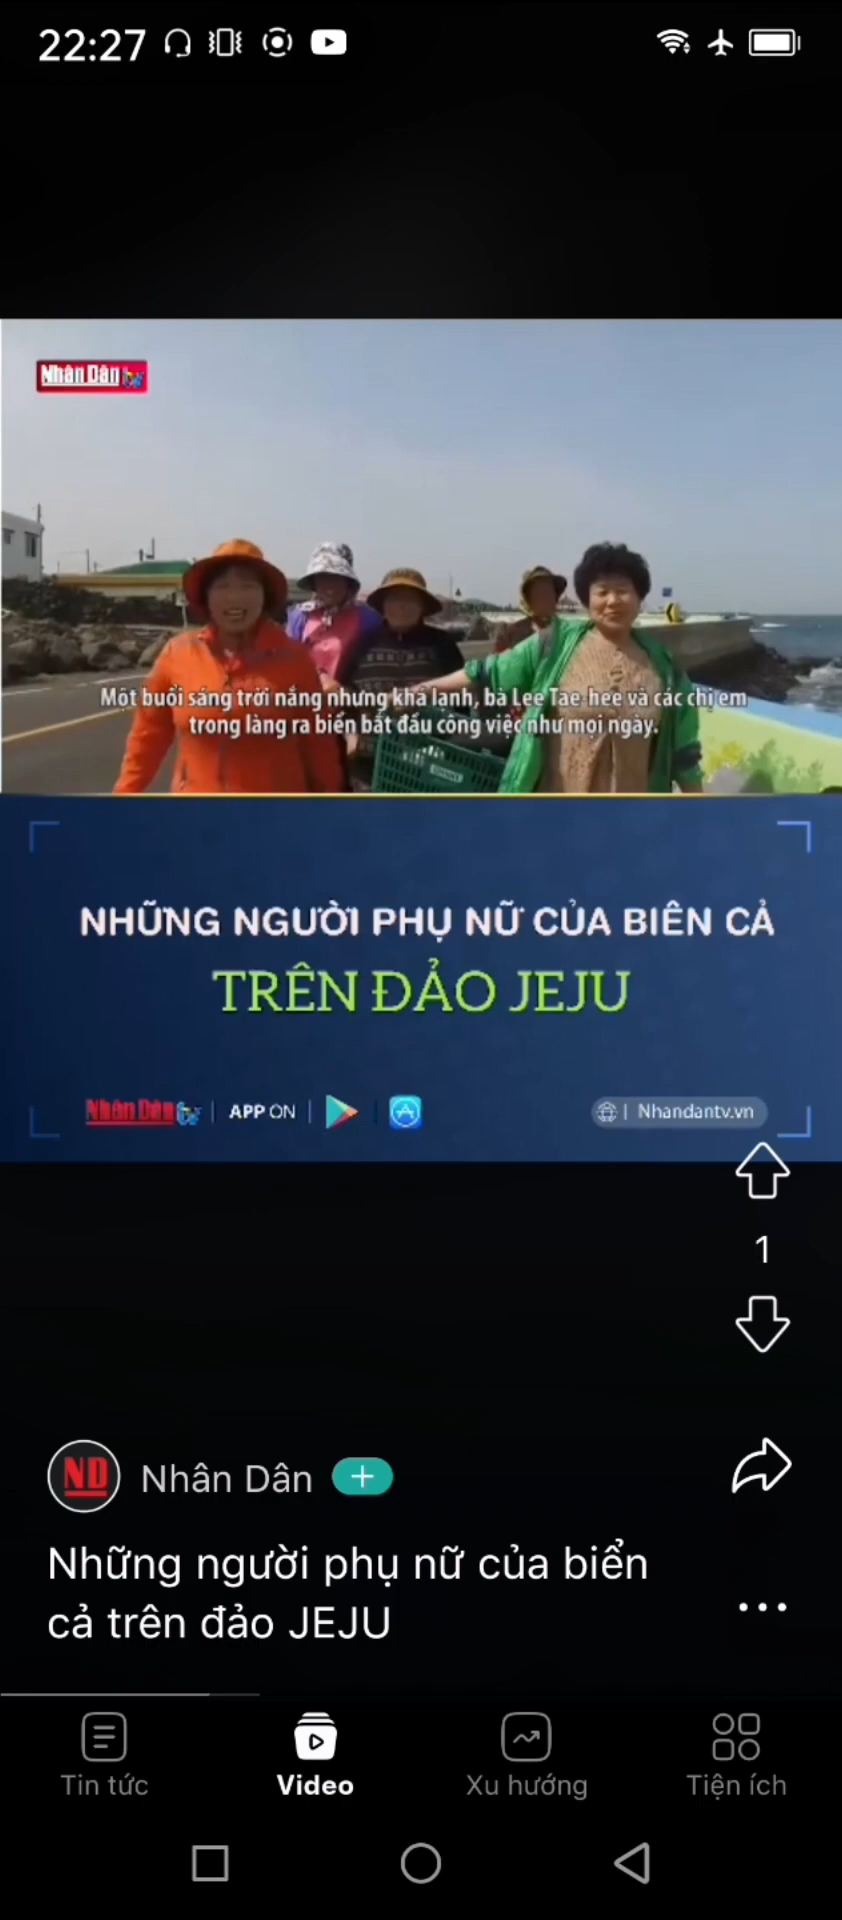 22:27
Nhân Dân tv
Một buổi sáng trời nắng nhưng khá lạnh, bà Lee Tae-hee và các chị em
trong làng ra biển bắt đầu công việc như mọi ngày.
NHỮNG NGƯỜI PHỤ NỮ CỦA BIÊN CẢ
TRÊN ĐẢO JEJU
Nhân Dân tv | APP ON | | Nhandantv.vn
1
ND Nhân Dân +
Những người phụ nữ của biển
cả trên đảo JEJU
Tin tức Video Xu hướng Tiện ích